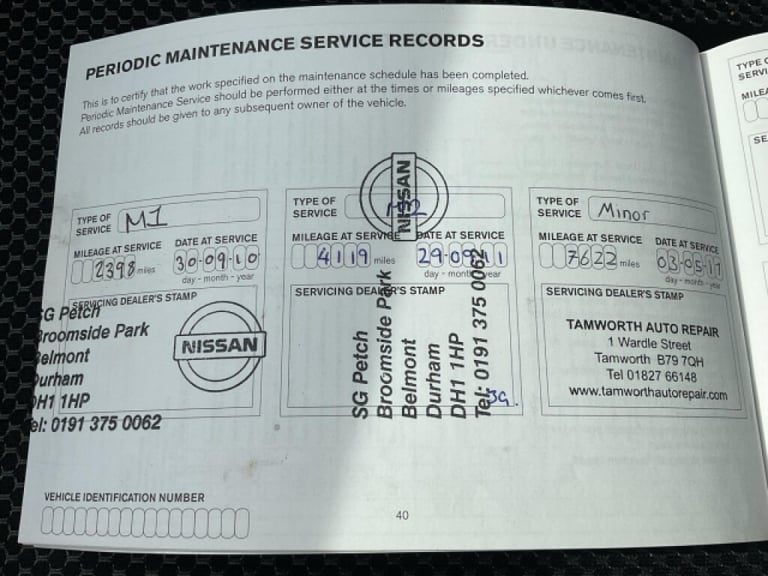 PERIODIC MAINTENANCE SERVICE RECORDS
This is to certify that the work specified on the maintenance schedule has been completed.
Periodic Maintenance Service should be performed either at the times or mileages specified whichever comes first.
All records should be given to any subsequent owner of the vehicle.
TYPE OF SERVICE M1
MILEAGE AT SERVICE DATE AT SERVICE
2398 miles 30-09-10
day - month - year
SERVICING DEALER'S STAMP
SG Petch
Broomside Park
Belmont
Durham
DH1 1HP
Tel: 0191 375 0062
NISSAN
TYPE OF SERVICE
NISSAN
MILEAGE AT SERVICE DATE AT SERVICE
4119 miles 29-09-11
day - month - year
SERVICING DEALER'S STAMP
SG Petch
Broomside Park
Belmont
Durham
DH1 1HP
Tel: 0191 375 0062
TYPE OF SERVICE Minor
MILEAGE AT SERVICE DATE AT SERVICE
7622 miles 03-05-17
day - month - year
SERVICING DEALER'S STAMP
TAMWORTH AUTO REPAIR
1 Wardle Street
Tamworth B79 7QH
Tel 01827 66148
www.tamworthautorepair.com
VEHICLE IDENTIFICATION NUMBER
40
TYPE
SERVI
MILEA
SE